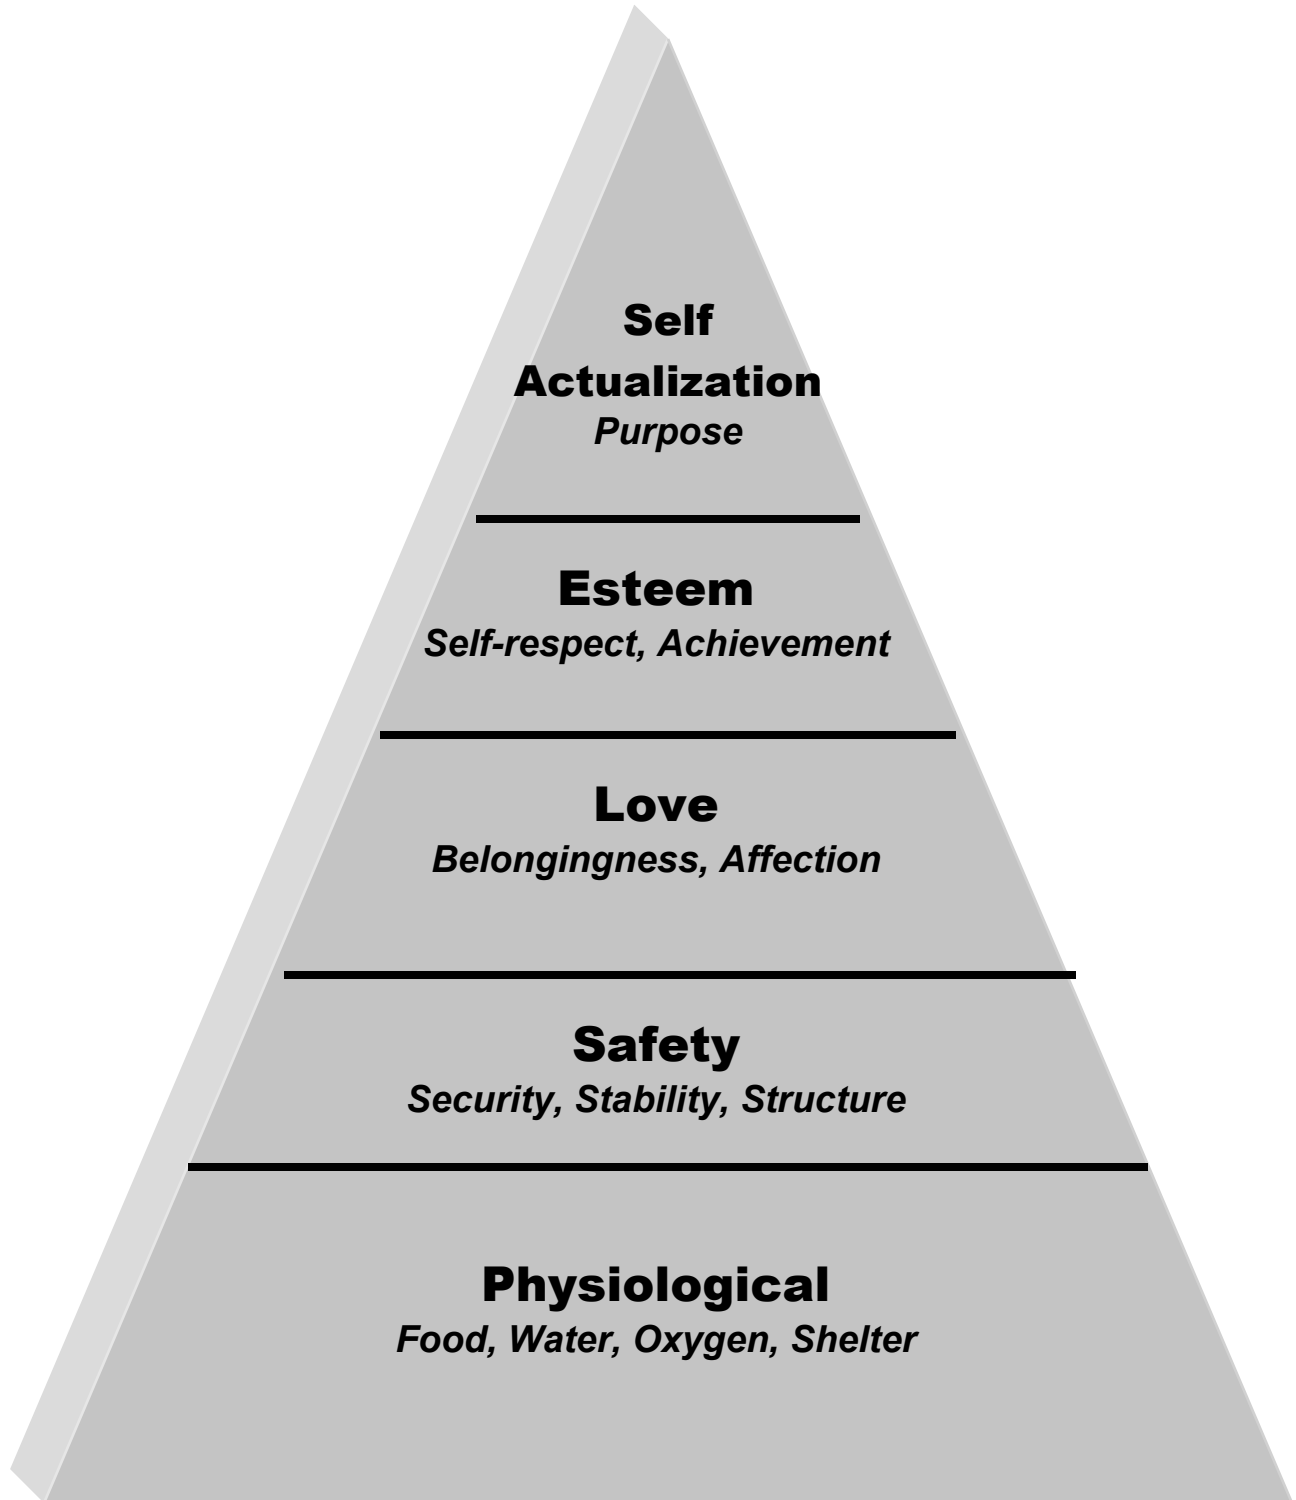 Self
Actualization
Purpose
Esteem
Self-respect, Achievement
Love
Belongingness, Affection
Safety
Security, Stability, Structure
Physiological
Food, Water, Oxygen, Shelter